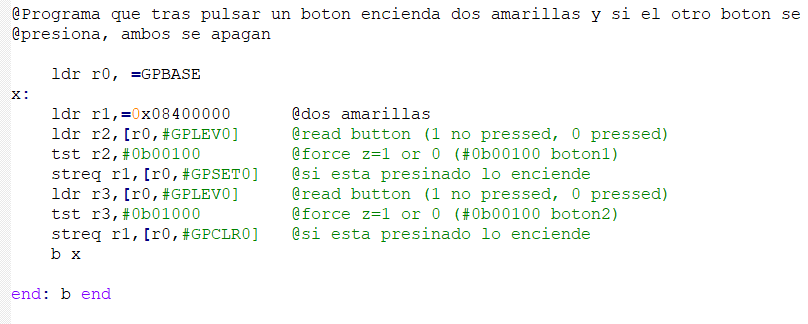 @Programa que tras pulsar un boton encienda dos amarillas y si el otro boton se
@presiona, ambos se apagan
ldr r0, =GPBASE
x:
ldr r1,=0x08400000 @dos amarillas
ldr r2,[r0,#GPLEV0] @read button (1 no pressed, 0 pressed)
tst r2,#0b00100 @force z=1 or 0 (#0b00100 boton1)
streq r1,[r0,#GPSET0] @si esta presinado lo enciende
ldr r3,[r0,#GPLEV0] @read button (1 no pressed, 0 pressed)
tst r3,#0b01000 @force z=1 or 0 (#0b00100 boton2)
streq r1,[r0,#GPCLR0] @si esta presinado lo enciende
b x
end: b end